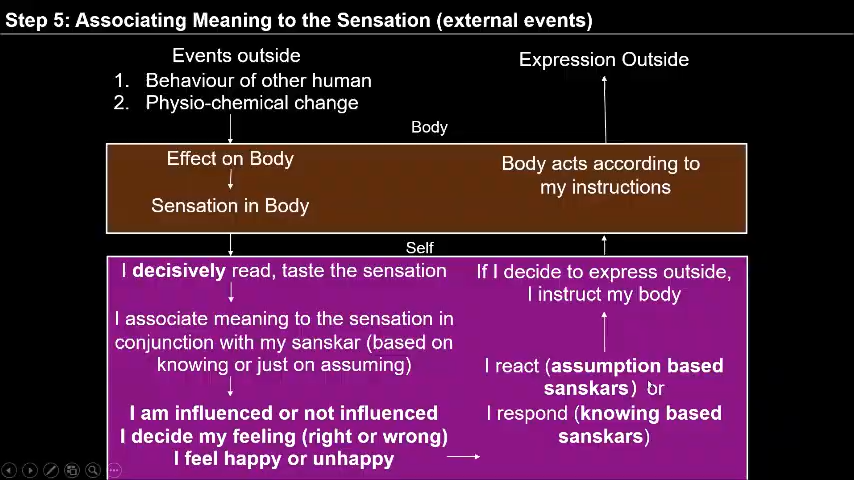 Step 5: Associating Meaning to the Sensation (external events)
Events outside
1. Behaviour of other human
2. Physio-chemical change
Expression Outside
Body
Effect on Body
Sensation in Body
Body acts according to
my instructions
Self
I decisively read, taste the sensation
I associate meaning to the sensation in
conjunction with my sanskar (based on
knowing or just on assuming)
I am influenced or not influenced
I decide my feeling (right or wrong)
I feel happy or unhappy
If I decide to express outside,
I instruct my body
I react (assumption based
sanskars) or
I respond (knowing based
sanskars)